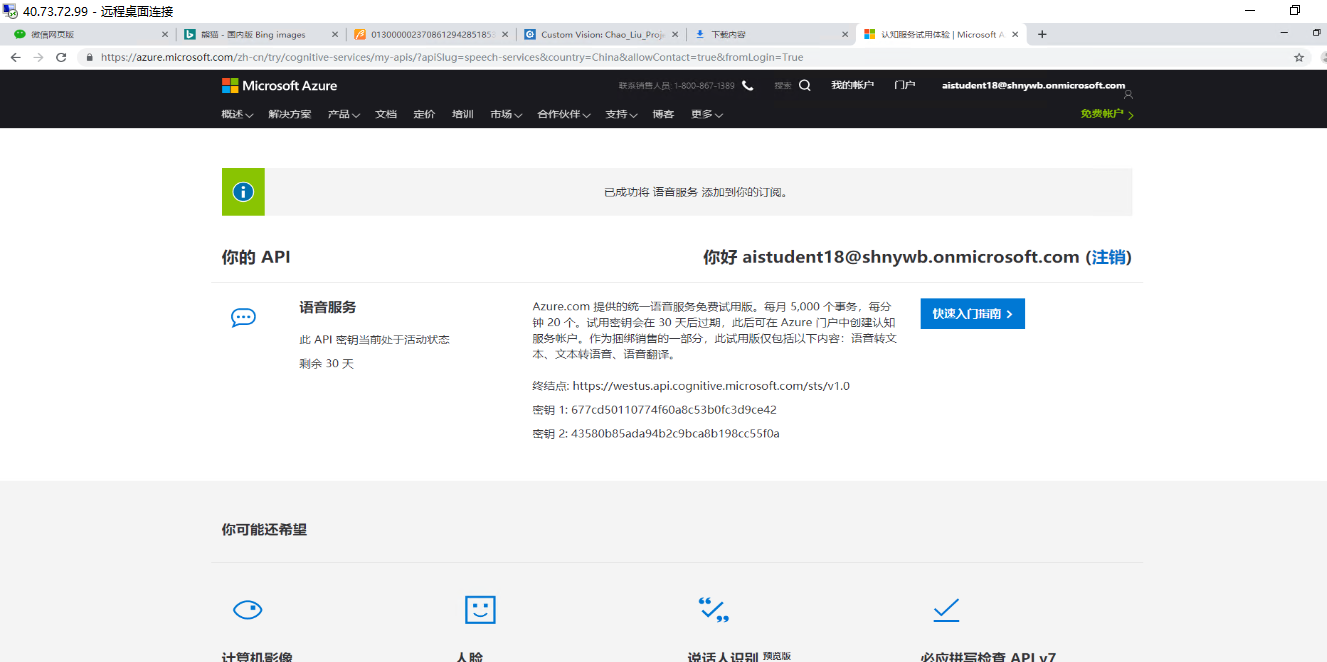 40.73.72.99 - 远程桌面连接
微信网页版
熊猫 - 国内版 Bing images
Custom Vision: Chao_Liu_Proje
下载内容
认知服务试用体验 | Microsoft A
https://azure.microsoft.com/zh-cn/try/cognitive-services/my-apis/?apiSlug=speech-services&country=China&allowContact=true&fromLogin=True
Microsoft Azure
联系销售人员: 1-800-867-1389
搜索
我的帐户
门户
aistudent18@shnywb.onmicrosoft.com
概述 解决方案 产品 文档 定价 培训 市场 合作伙伴 支持 博客 更多
免费帐户
已成功将 语音服务 添加到你的订阅。
你的 API
你好 aistudent18@shnywb.onmicrosoft.com (注销)
语音服务
此 API 密钥当前处于活动状态
剩余 30 天
Azure.com 提供的统一语音服务免费试用版。每月 5,000 个事务，每分
钟 20 个。试用密钥会在 30 天后过期，此后可在 Azure 门户中创建认知
服务帐户。作为捆绑销售的一部分，此试用版仅包括以下内容：语音转文
本、文本转语音、语音翻译。
终结点: https://westus.api.cognitive.microsoft.com/sts/v1.0
密钥 1: 677cd50110774f60a8c53b0fc3d9ce42
密钥 2: 43580b85ada94b2c9bca8b198cc55f0a
快速入门指南
你可能还希望
计算机影像
人脸
说话人识别 预览版
必应拼写检查 API v7